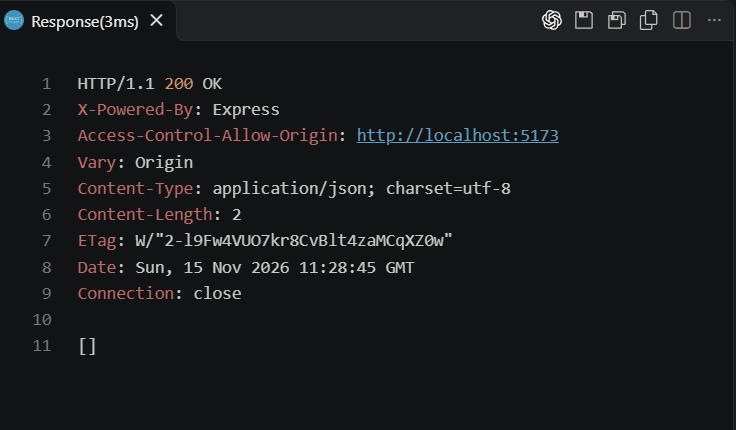 Response(3ms)
1 HTTP/1.1 200 OK
2 X-Powered-By: Express
3 Access-Control-Allow-Origin: http://localhost:5173
4 Vary: Origin
5 Content-Type: application/json; charset=utf-8
6 Content-Length: 2
7 ETag: W/"2-l9Fw4VUO7kr8CvBlt4zaMCqXZ0w"
8 Date: Sun, 15 Nov 2026 11:28:45 GMT
9 Connection: close
10
11 []